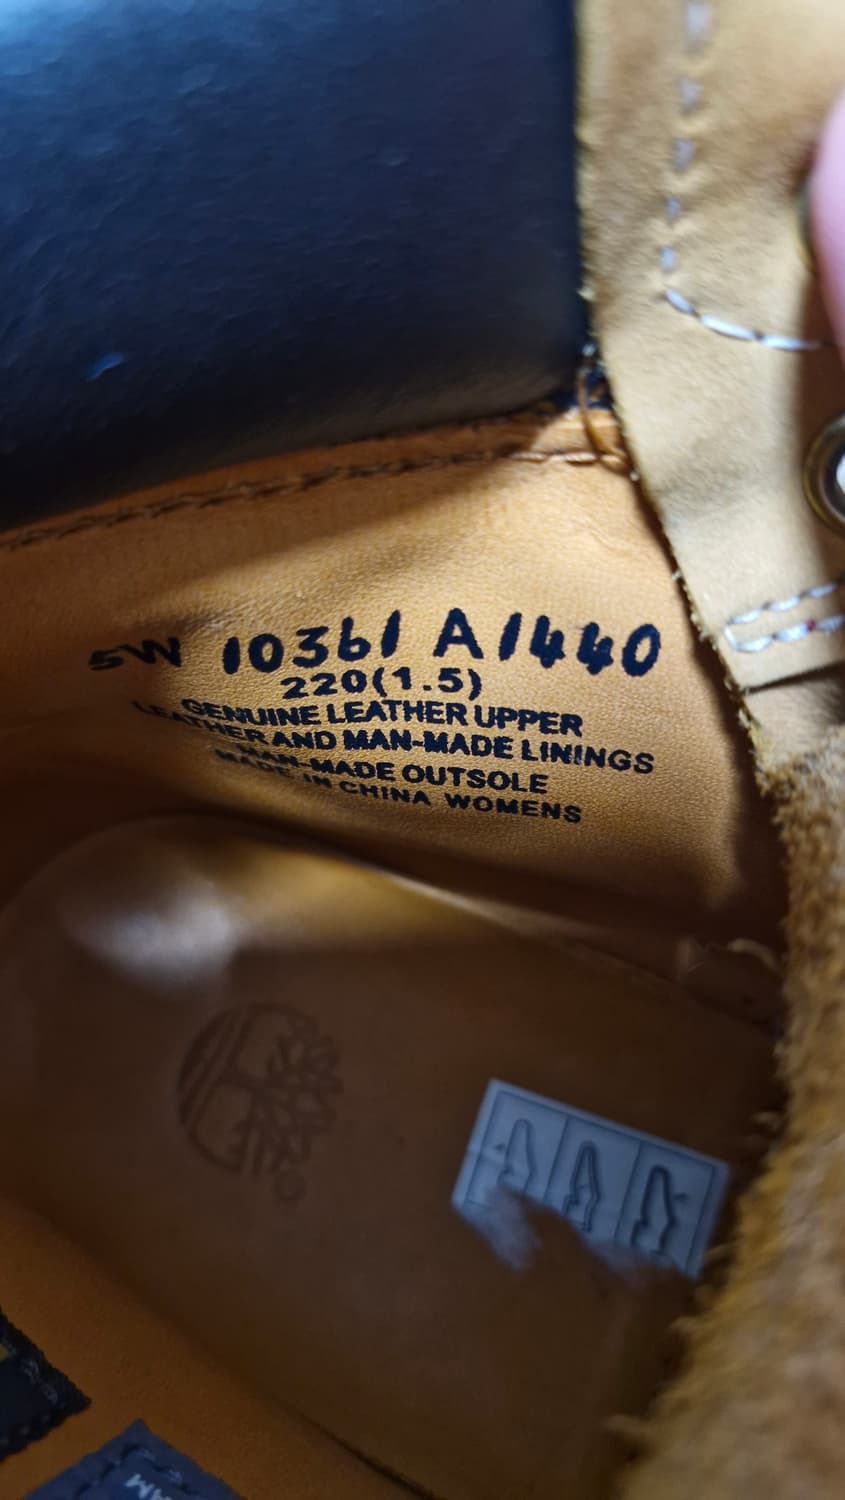 5W 10361 A1440
220(1.5)
GENUINE LEATHER UPPER
LEATHER AND MAN-MADE LININGS
MAN-MADE OUTSOLE
MADE IN CHINA WOMENS